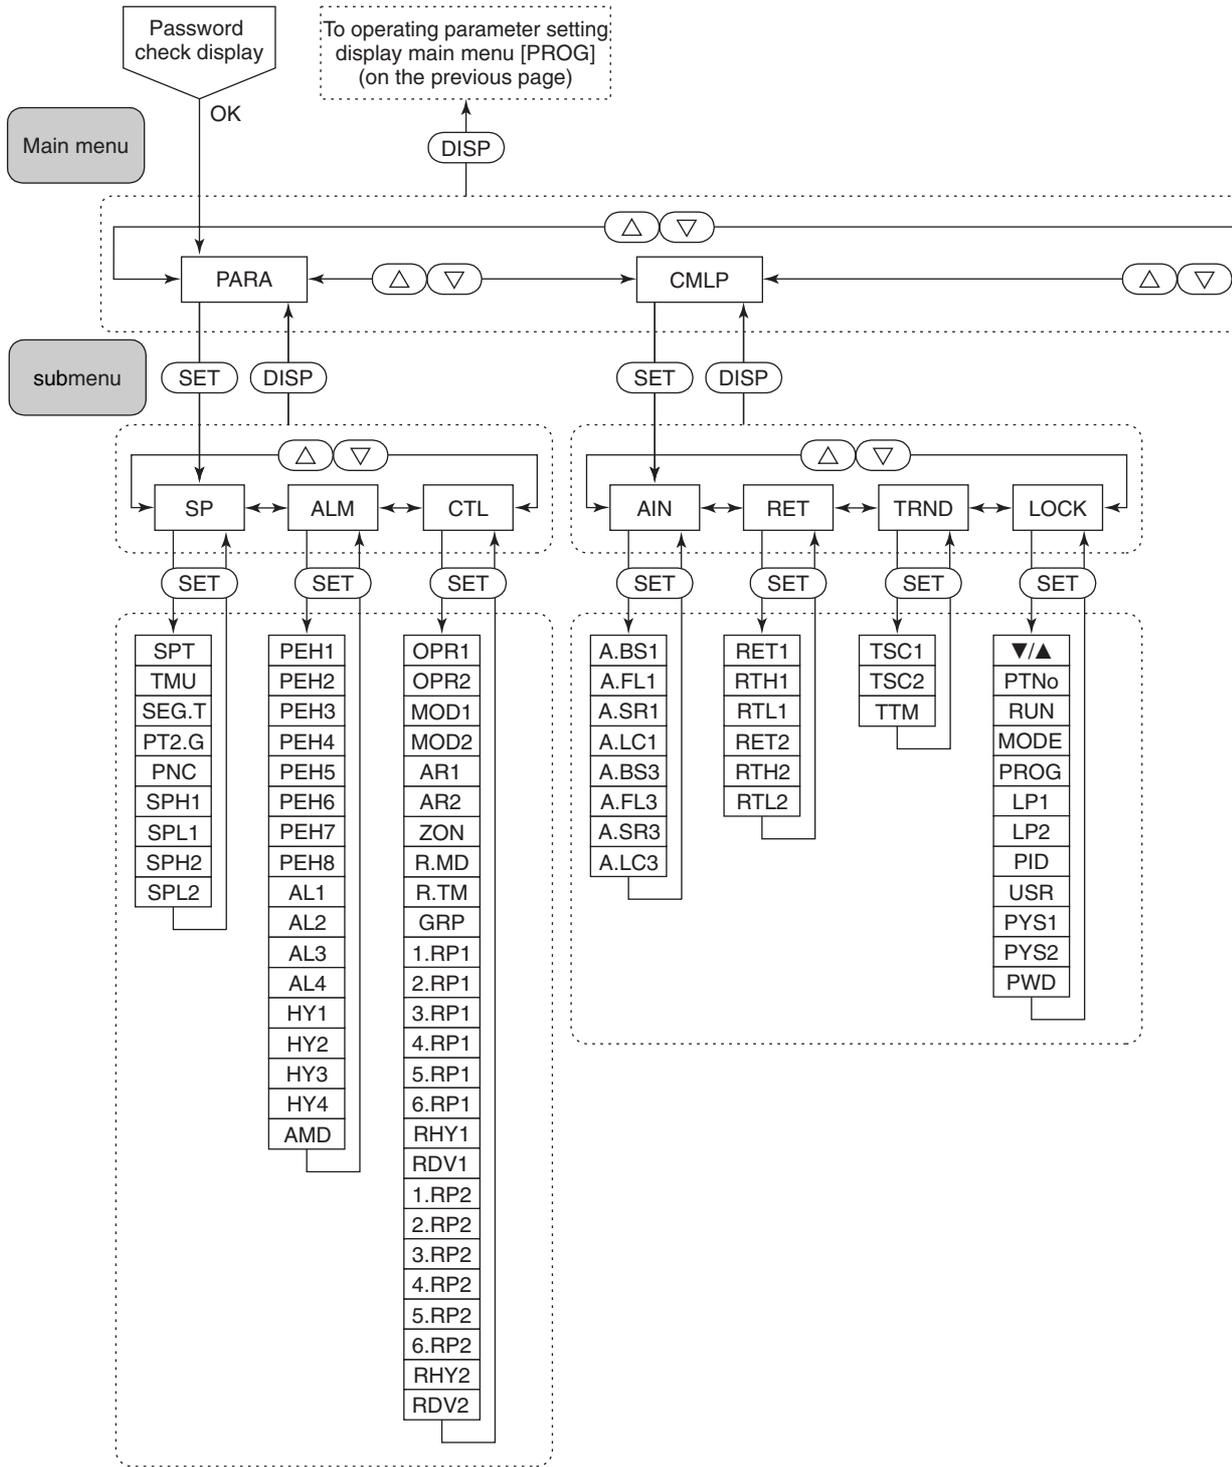 Password
check display
To operating parameter setting
display main menu [PROG]
(on the previous page)
OK
Main menu
DISP
△ ▽
PARA
△ ▽
CMLP
△ ▽
submenu
SET
DISP
SET
DISP
△ ▽
△ ▽
SP
ALM
CTL
AIN
RET
TRND
LOCK
SET
SET
SET
SET
SET
SET
SET
SPT
TMU
SEG.T
PT2.G
PNC
SPH1
SPL1
SPH2
SPL2
PEH1
PEH2
PEH3
PEH4
PEH5
PEH6
PEH7
PEH8
AL1
AL2
AL3
AL4
HY1
HY2
HY3
HY4
AMD
OPR1
OPR2
MOD1
MOD2
AR1
AR2
ZON
R.MD
R.TM
GRP
1.RP1
2.RP1
3.RP1
4.RP1
5.RP1
6.RP1
RHY1
RDV1
1.RP2
2.RP2
3.RP2
4.RP2
5.RP2
6.RP2
RHY2
RDV2
A.BS1
A.FL1
A.SR1
A.LC1
A.BS3
A.FL3
A.SR3
A.LC3
RET1
RTH1
RTL1
RET2
RTH2
RTL2
TSC1
TSC2
TTM
▼/▲
PTNo
RUN
MODE
PROG
LP1
LP2
PID
USR
PYS1
PYS2
PWD